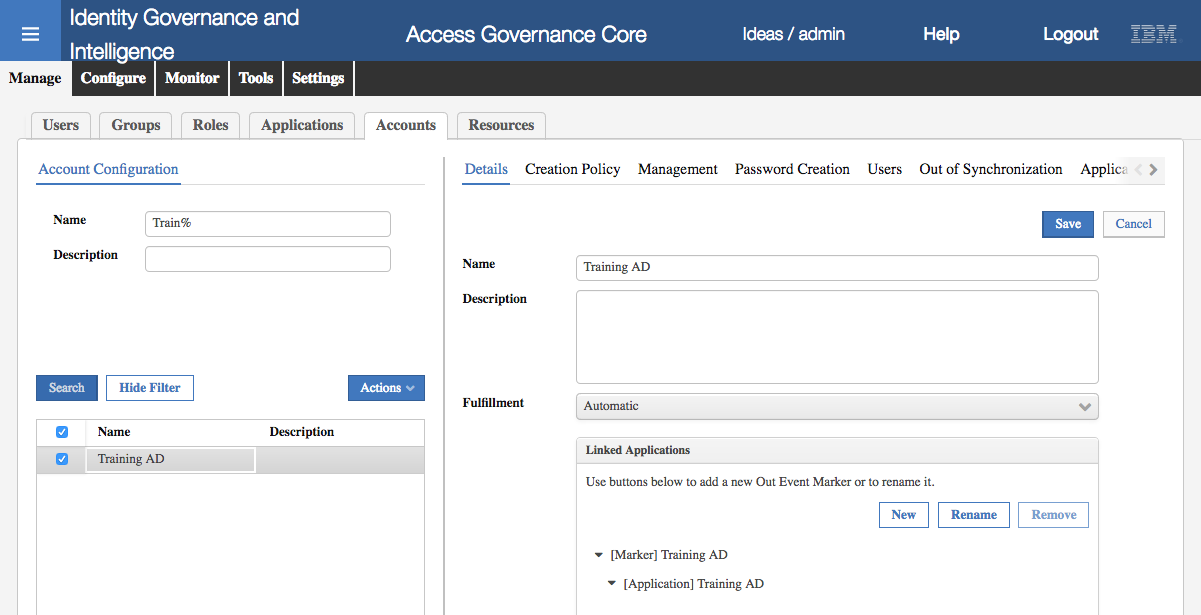 Identity Governance and
Intelligence
Access Governance Core
Ideas / admin
Help
Logout
IBM
Manage
Configure
Monitor
Tools
Settings
Users
Groups
Roles
Applications
Accounts
Resources
Account Configuration
Name
Train%
Description
Search
Hide Filter
Actions
Name Description
Training AD
Details
Creation Policy
Management
Password Creation
Users
Out of Synchronization
Applica
Save
Cancel
Name
Training AD
Description
Fulfillment
Automatic
Linked Applications
Use buttons below to add a new Out Event Marker or to rename it.
New
Rename
Remove
[Marker] Training AD
[Application] Training AD